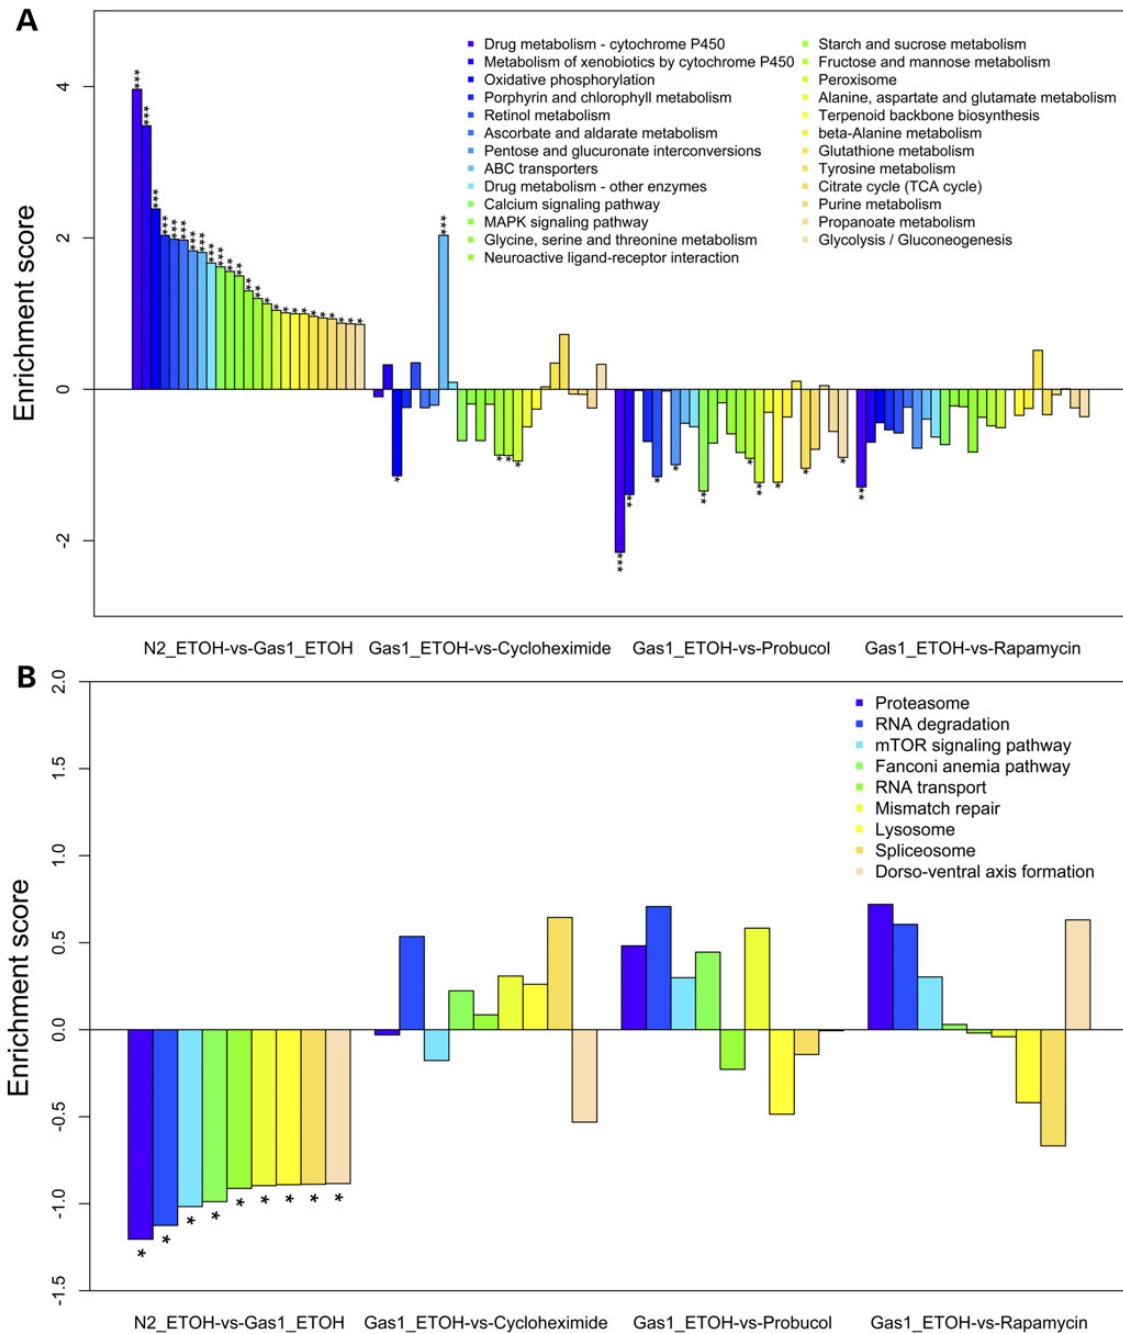 A
Enrichment score
4
2
0
-2
Drug metabolism - cytochrome P450
Metabolism of xenobiotics by cytochrome P450
Oxidative phosphorylation
Porphyrin and chlorophyll metabolism
Retinol metabolism
Ascorbate and aldarate metabolism
Pentose and glucuronate interconversions
ABC transporters
Drug metabolism - other enzymes
Calcium signaling pathway
MAPK signaling pathway
Glycine, serine and threonine metabolism
Neuroactive ligand-receptor interaction
Starch and sucrose metabolism
Fructose and mannose metabolism
Peroxisome
Alanine, aspartate and glutamate metabolism
Terpenoid backbone biosynthesis
beta-Alanine metabolism
Glutathione metabolism
Tyrosine metabolism
Citrate cycle (TCA cycle)
Purine metabolism
Propanoate metabolism
Glycolysis / Gluconeogenesis
N2_ETOH-vs-Gas1_ETOH Gas1_ETOH-vs-Cycloheximide Gas1_ETOH-vs-Probucol Gas1_ETOH-vs-Rapamycin
B
Enrichment score
2.0
1.5
1.0
0.5
0.0
-0.5
-1.0
-1.5
Proteasome
RNA degradation
mTOR signaling pathway
Fanconi anemia pathway
RNA transport
Mismatch repair
Lysosome
Spliceosome
Dorso-ventral axis formation
* * * * * * * * *
N2_ETOH-vs-Gas1_ETOH Gas1_ETOH-vs-Cycloheximide Gas1_ETOH-vs-Probucol Gas1_ETOH-vs-Rapamycin